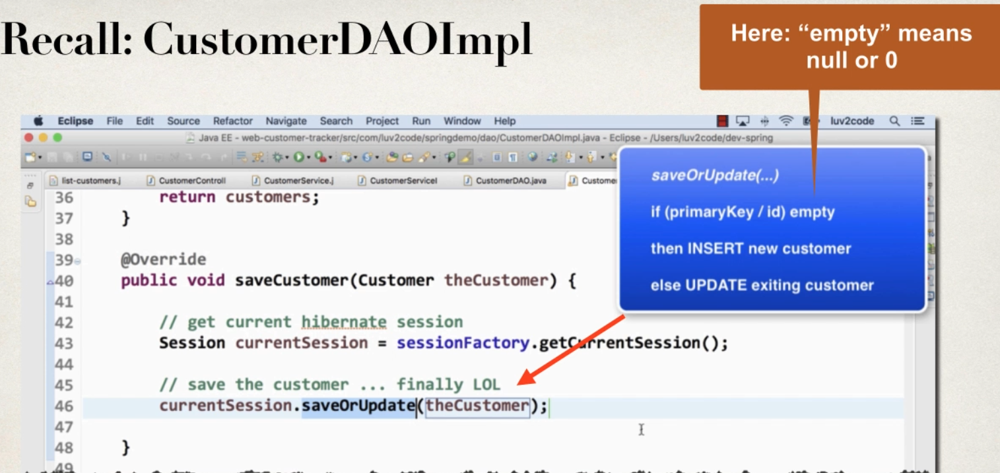 Recall: CustomerDAOImpl
Here: “empty” means
null or 0
Eclipse File Edit Source Refactor Navigate Search Project Run Window Help
luv2code
Java EE - web-customer-tracker/src/com/luv2code/springdemo/dao/CustomerDAOImpl.java - Eclipse - /Users/luv2code/dev-spring
list-customers.j CustomerControll CustomerService.j CustomerServiceI CustomerDAO.java Custome
saveOrUpdate(...)
if (primaryKey / id) empty
then INSERT new customer
else UPDATE exiting customer
36 return customers;
37 }
38
39 @Override
40 public void saveCustomer(Customer theCustomer) {
41
42 // get current hibernate session
43 Session currentSession = sessionFactory.getCurrentSession();
44
45 // save the customer ... finally LOL
46 currentSession.saveOrUpdate(theCustomer);
47
48 }
49